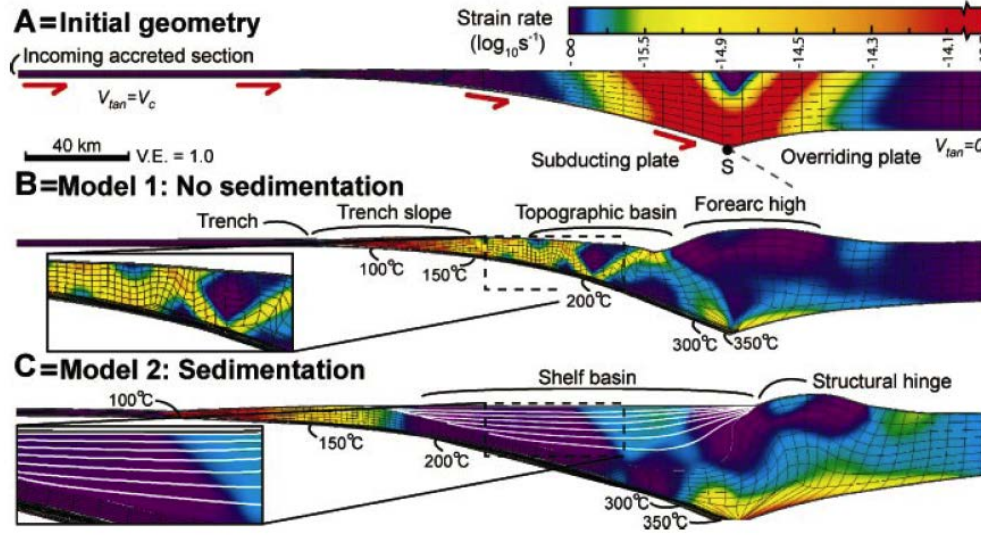 A=Initial geometry
Strain rate
(log10s-1)
-∞
-15.5
-14.9
-14.5
-14.3
-14.1
Incoming accreted section
Vtan=Vc
40 km
V.E. = 1.0
Subducting plate
S
Overriding plate
Vtan=0
B=Model 1: No sedimentation
Trench
Trench slope
Topographic basin
Forearc high
100°C
150°C
200°C
300°C
350°C
C=Model 2: Sedimentation
Shelf basin
Structural hinge
100°C
150°C
200°C
300°C
350°C